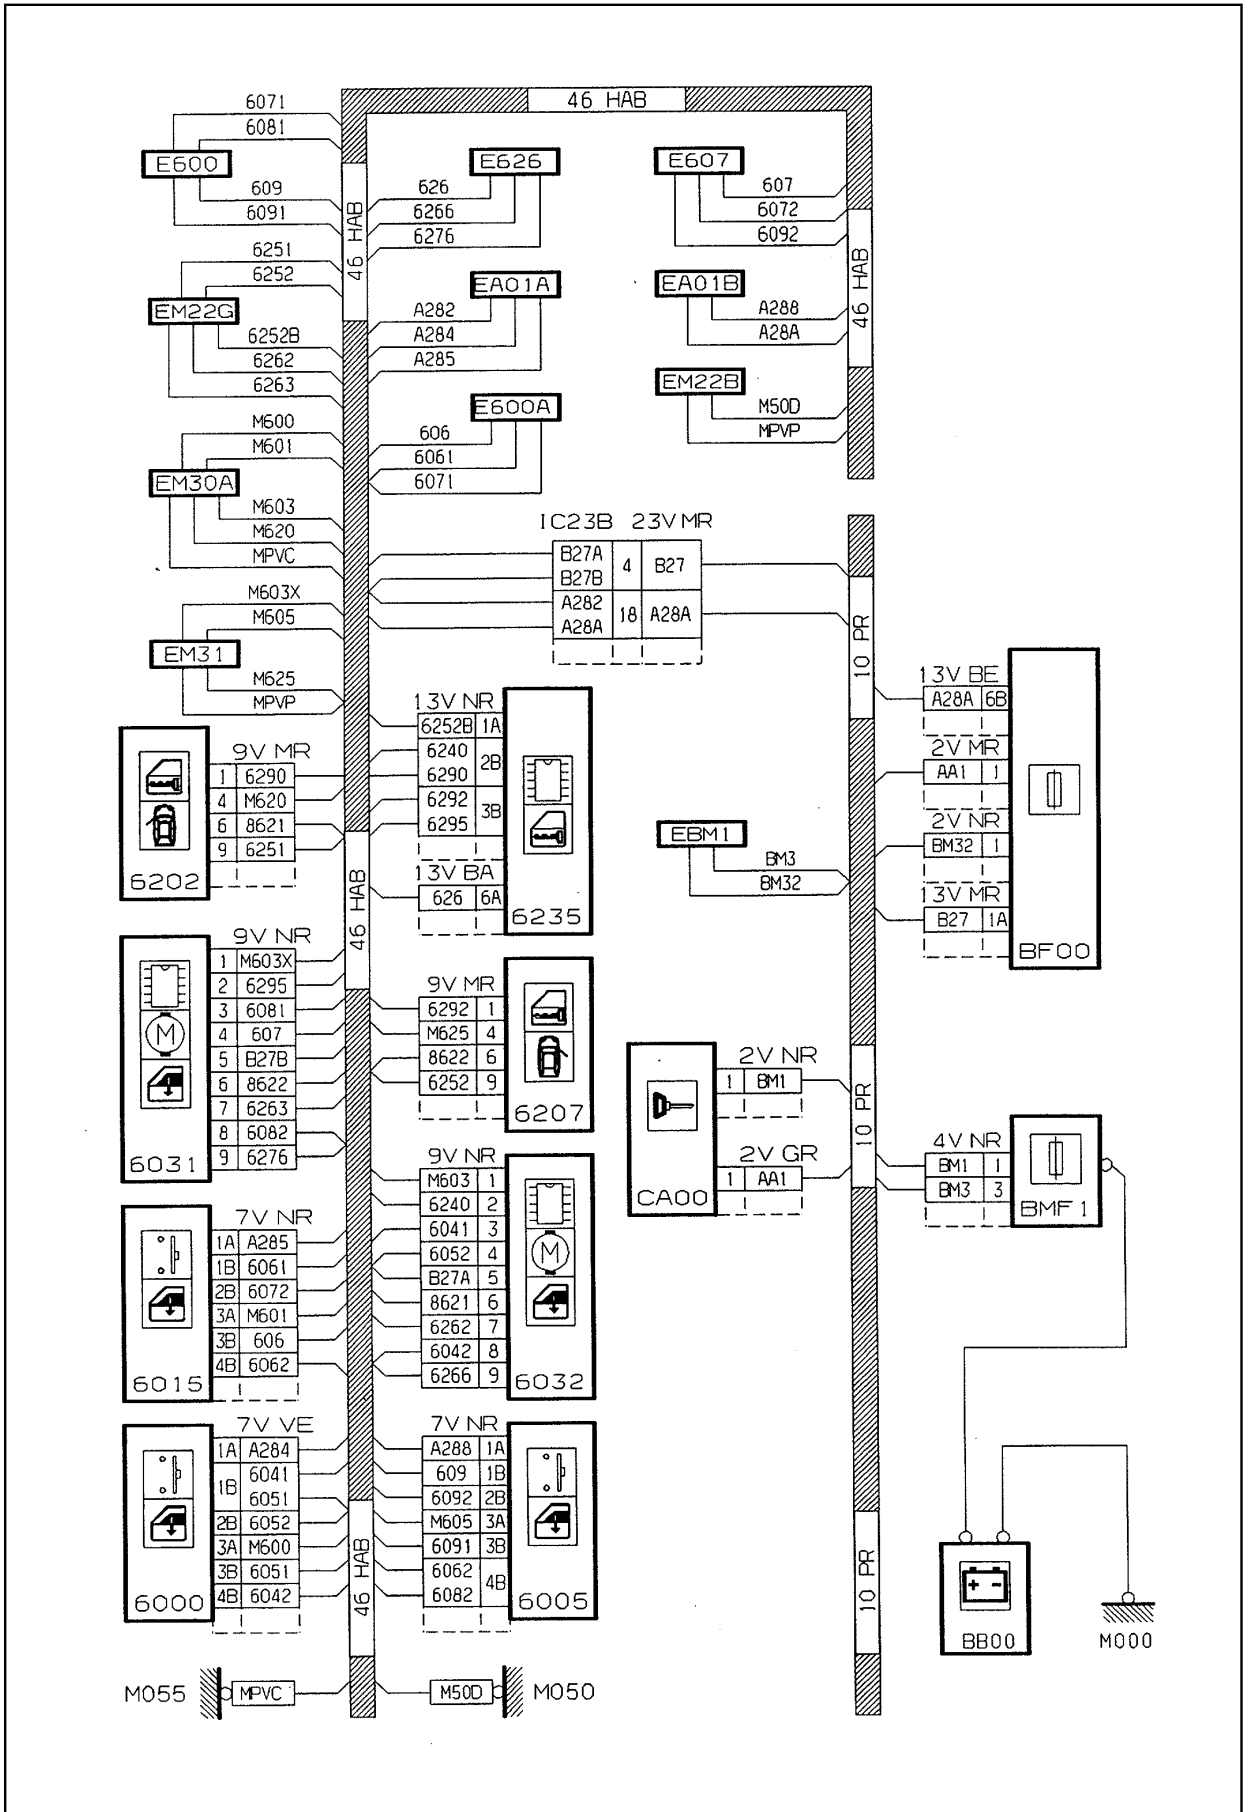 46 HAB
6071
6081
E600
609
6091
46 HAB
E626
626
6266
6276
E607
607
6072
6092
46 HAB
6251
6252
EM22G
6252B
6262
6263
EA01A
A282
A284
A285
EA01B
A288
A28A
EM22B
M50D
MPVP
E600A
606
6061
6071
M600
M601
EM30A
M603
M620
MPVC
IC23B 23V MR
B27A
B27B
4 B27
A282
A28A
18 A28A
M603X
M605
EM31
M625
MPVP
10 PR
13V BE
A28A 6B
2V MR
AA1 1
2V NR
BM32 1
13V MR
B27 1A
BF00
9V MR
1 6290
4 M620
6 8621
9 6251
6202
13V NR
6252B 1A
6240
6290
2B
6292
6295
3B
13V BA
626 6A
6235
46 HAB
EBM1
BM3
BM32
9V NR
1 M603X
2 6295
3 6081
4 607
5 B27B
6 8622
7 6263
8 6082
9 6276
M
6031
9V MR
6292 1
M625 4
8622 6
6252 9
6207
2V NR
1 BM1
2V GR
1 AA1
CA00
10 PR
4V NR
BM1 1
BM3 3
BMF1
9V NR
M603 1
6240 2
6041 3
6052 4
B27A 5
8621 6
6262 7
6042 8
6266 9
M
6032
7V NR
1A A285
1B 6061
2B 6072
3A M601
3B 606
4B 6062
6015
7V VE
1A A284
1B 6041
6051
2B 6052
3A M600
3B 6051
4B 6042
6000
46 HAB
7V NR
A288 1A
609 1B
6092 2B
M605 3A
6091 3B
6062
6082
4B
6005
10 PR
+ -
BB00
M000
M055
MPVC
M50D
M050